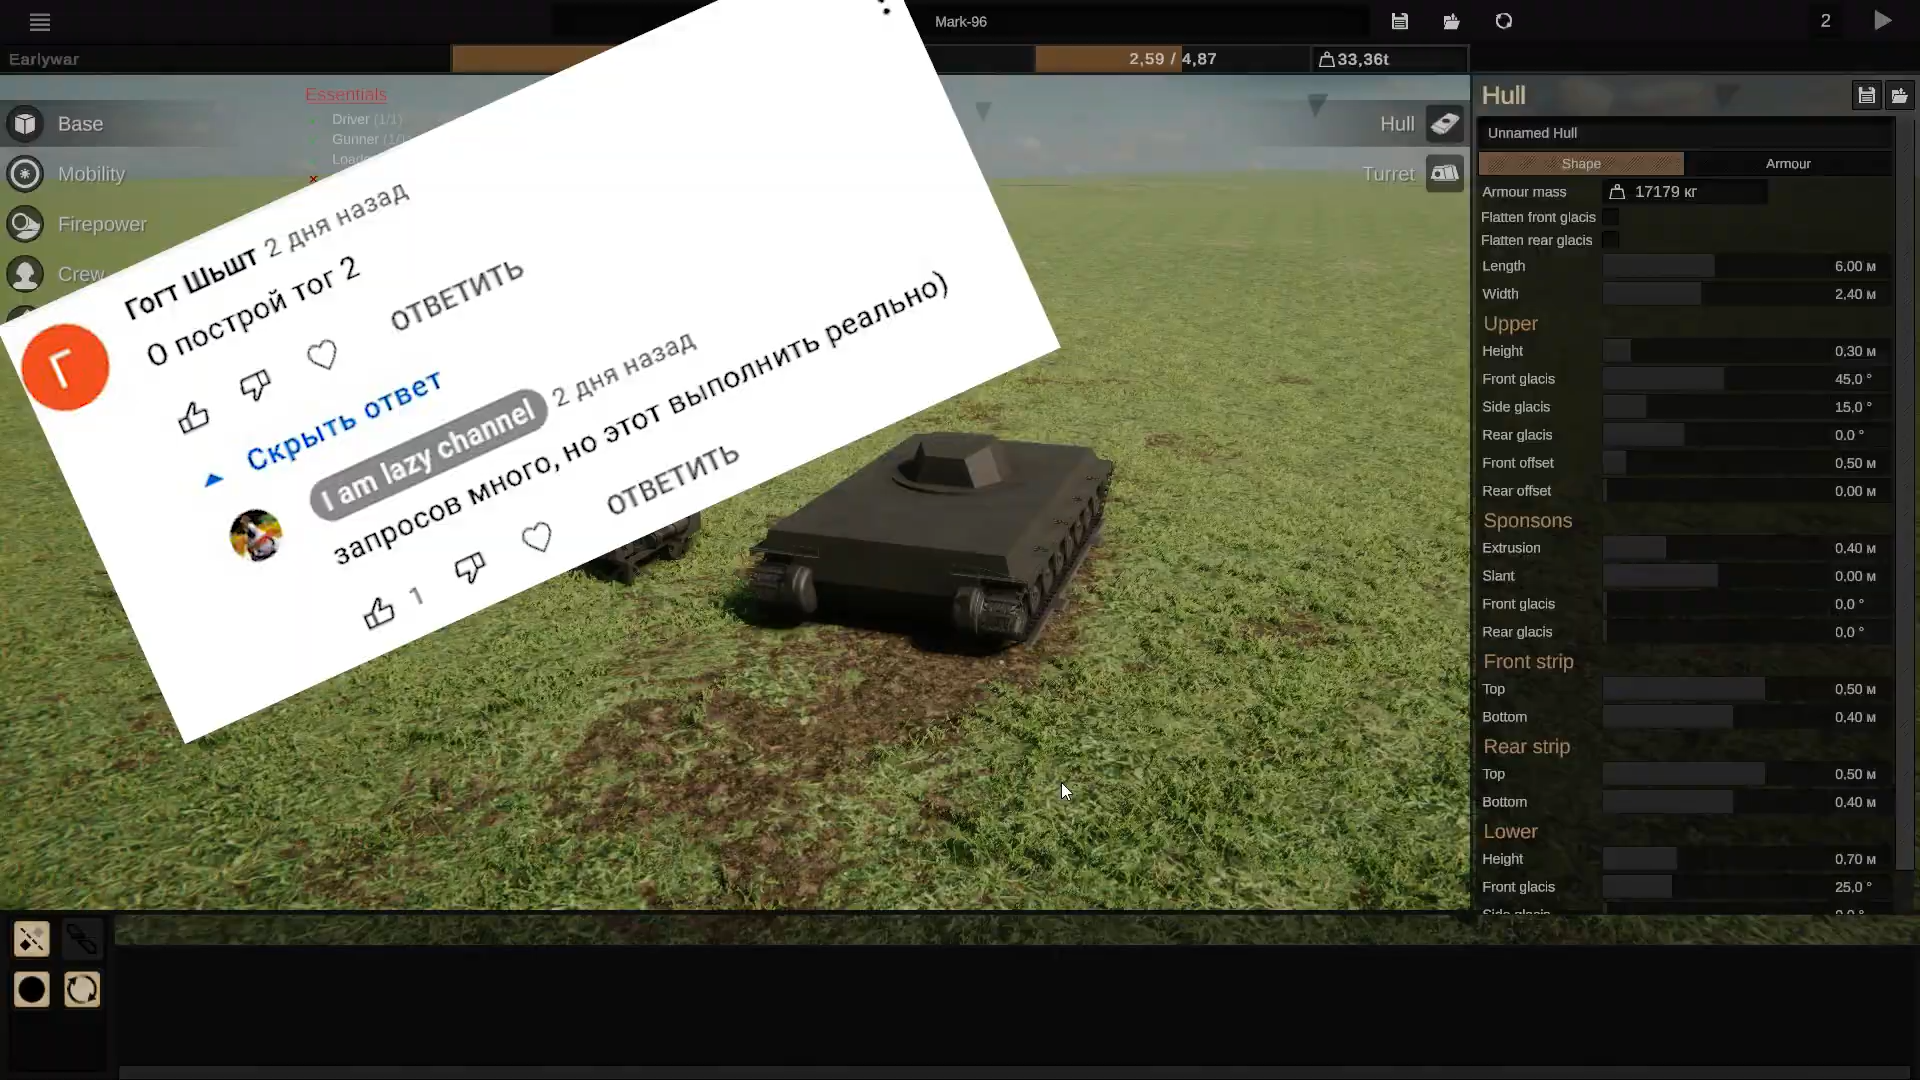 Mark-96
2
Earlywar
2,59 / 4,87
33,36t
Essentials
Driver (1/1)
Gunner (1/1)
Base
Mobility
Firepower
Crew
Hull
Turret
Гогт Шьшт 2 дня назад
О построй тог 2
ОТВЕТИТЬ
Скрыть ответ
I am lazy channel 2 дня назад
запросов много, но этот выполнить реально)
1
ОТВЕТИТЬ
Hull
Unnamed Hull
Shape
Armour
Armour mass 17179 кг
Flatten front glacis
Flatten rear glacis
Length 6,00 м
Width 2,40 м
Upper
Height 0,30 м
Front glacis 45,0 °
Side glacis 15,0 °
Rear glacis 0,0 °
Front offset 0,50 м
Rear offset 0,00 м
Sponsons
Extrusion 0,40 м
Slant 0,00 м
Front glacis 0,0 °
Rear glacis 0,0 °
Front strip
Top 0,50 м
Bottom 0,40 м
Rear strip
Top 0,50 м
Bottom 0,40 м
Lower
Height 0,70 м
Front glacis 25,0 °